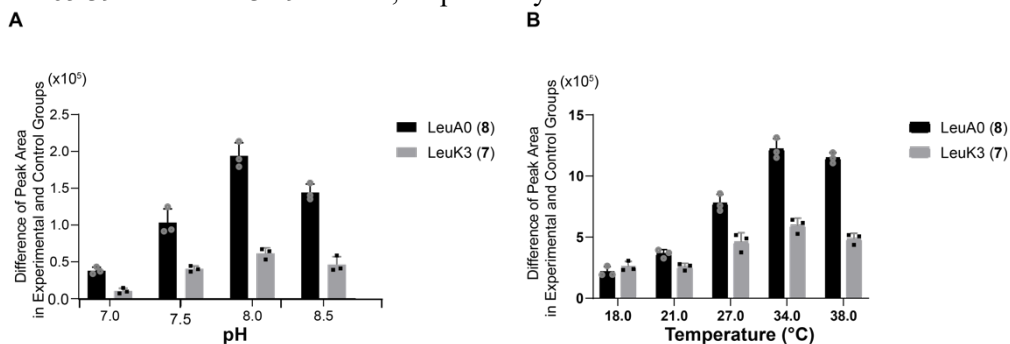 A
B
(x10⁵)
Difference of Peak Area
in Experimental and Control Groups
2.5
2.0
1.5
1.0
0.5
0.0
7.0
7.5
8.0
8.5
pH
LeuA0 (8)
LeuK3 (7)
(x10⁵)
Difference of Peak Area
in Experimental and Control Groups
15
10
5
0
18.0
21.0
27.0
34.0
38.0
Temperature (°C)
LeuA0 (8)
LeuK3 (7)